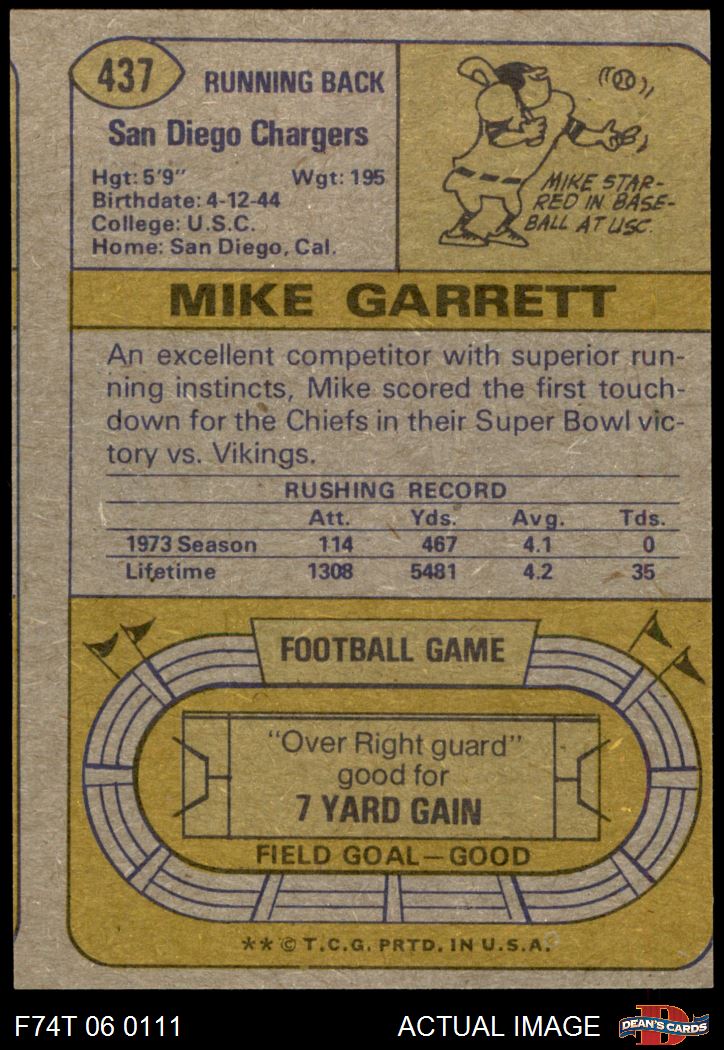 437
RUNNING BACK
San Diego Chargers
Hgt: 5'9" Wgt: 195
Birthdate: 4-12-44
College: U.S.C.
Home: San Diego, Cal.
MIKE STAR-
RED IN BASE-
BALL AT USC.
MIKE GARRETT
An excellent competitor with superior run-
ning instincts, Mike scored the first touch-
down for the Chiefs in their Super Bowl vic-
tory vs. Vikings.
RUSHING RECORD
Att. Yds. Avg. Tds.
1973 Season 114 467 4.1 0
Lifetime 1308 5481 4.2 35
FOOTBALL GAME
"Over Right guard"
good for
7 YARD GAIN
FIELD GOAL—GOOD
** © T.C.G. PRTD. IN U.S.A.
F74T 06 0111 ACTUAL IMAGE
D
DEAN'S CARDS